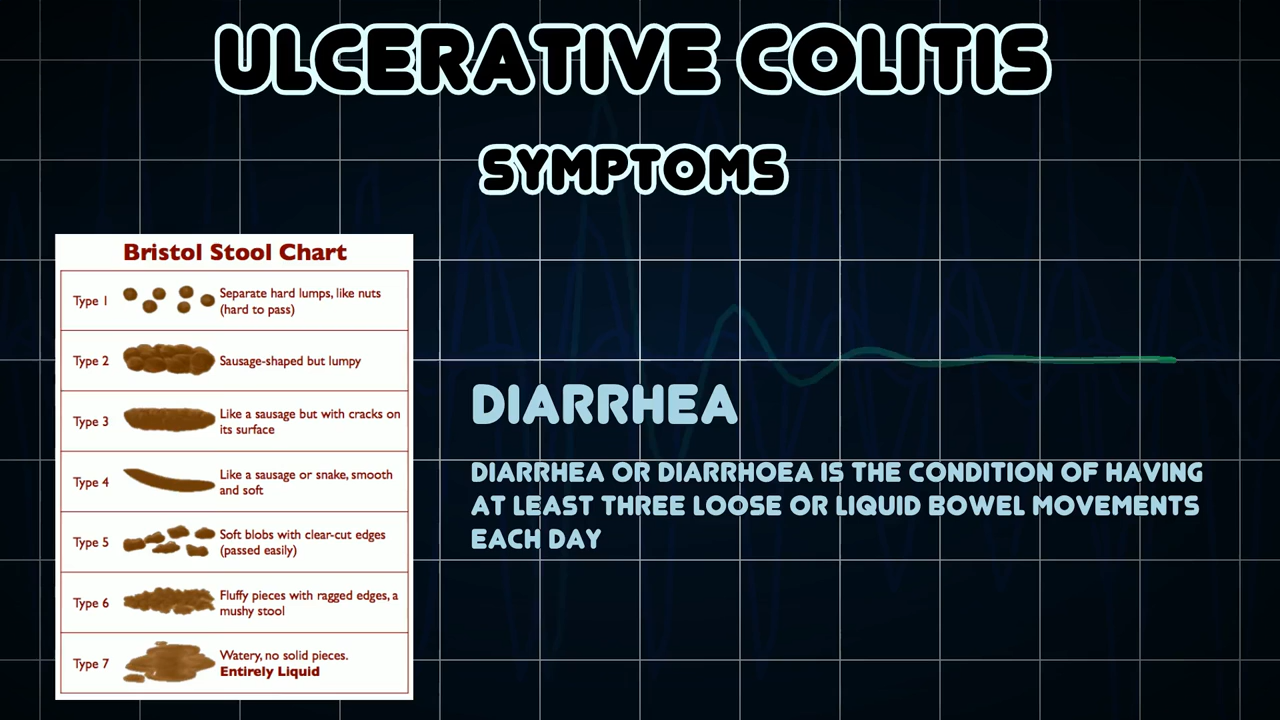 ULCERATIVE COLITIS
SYMPTOMS
Bristol Stool Chart
Type 1
Separate hard lumps, like nuts
(hard to pass)
Type 2
Sausage-shaped but lumpy
Type 3
Like a sausage but with cracks on
its surface
Type 4
Like a sausage or snake, smooth
and soft
Type 5
Soft blobs with clear-cut edges
(passed easily)
Type 6
Fluffy pieces with ragged edges, a
mushy stool
Type 7
Watery, no solid pieces.
Entirely Liquid
DIARRHEA
DIARRHEA OR DIARRHOEA IS THE CONDITION OF HAVING
AT LEAST THREE LOOSE OR LIQUID BOWEL MOVEMENTS
EACH DAY